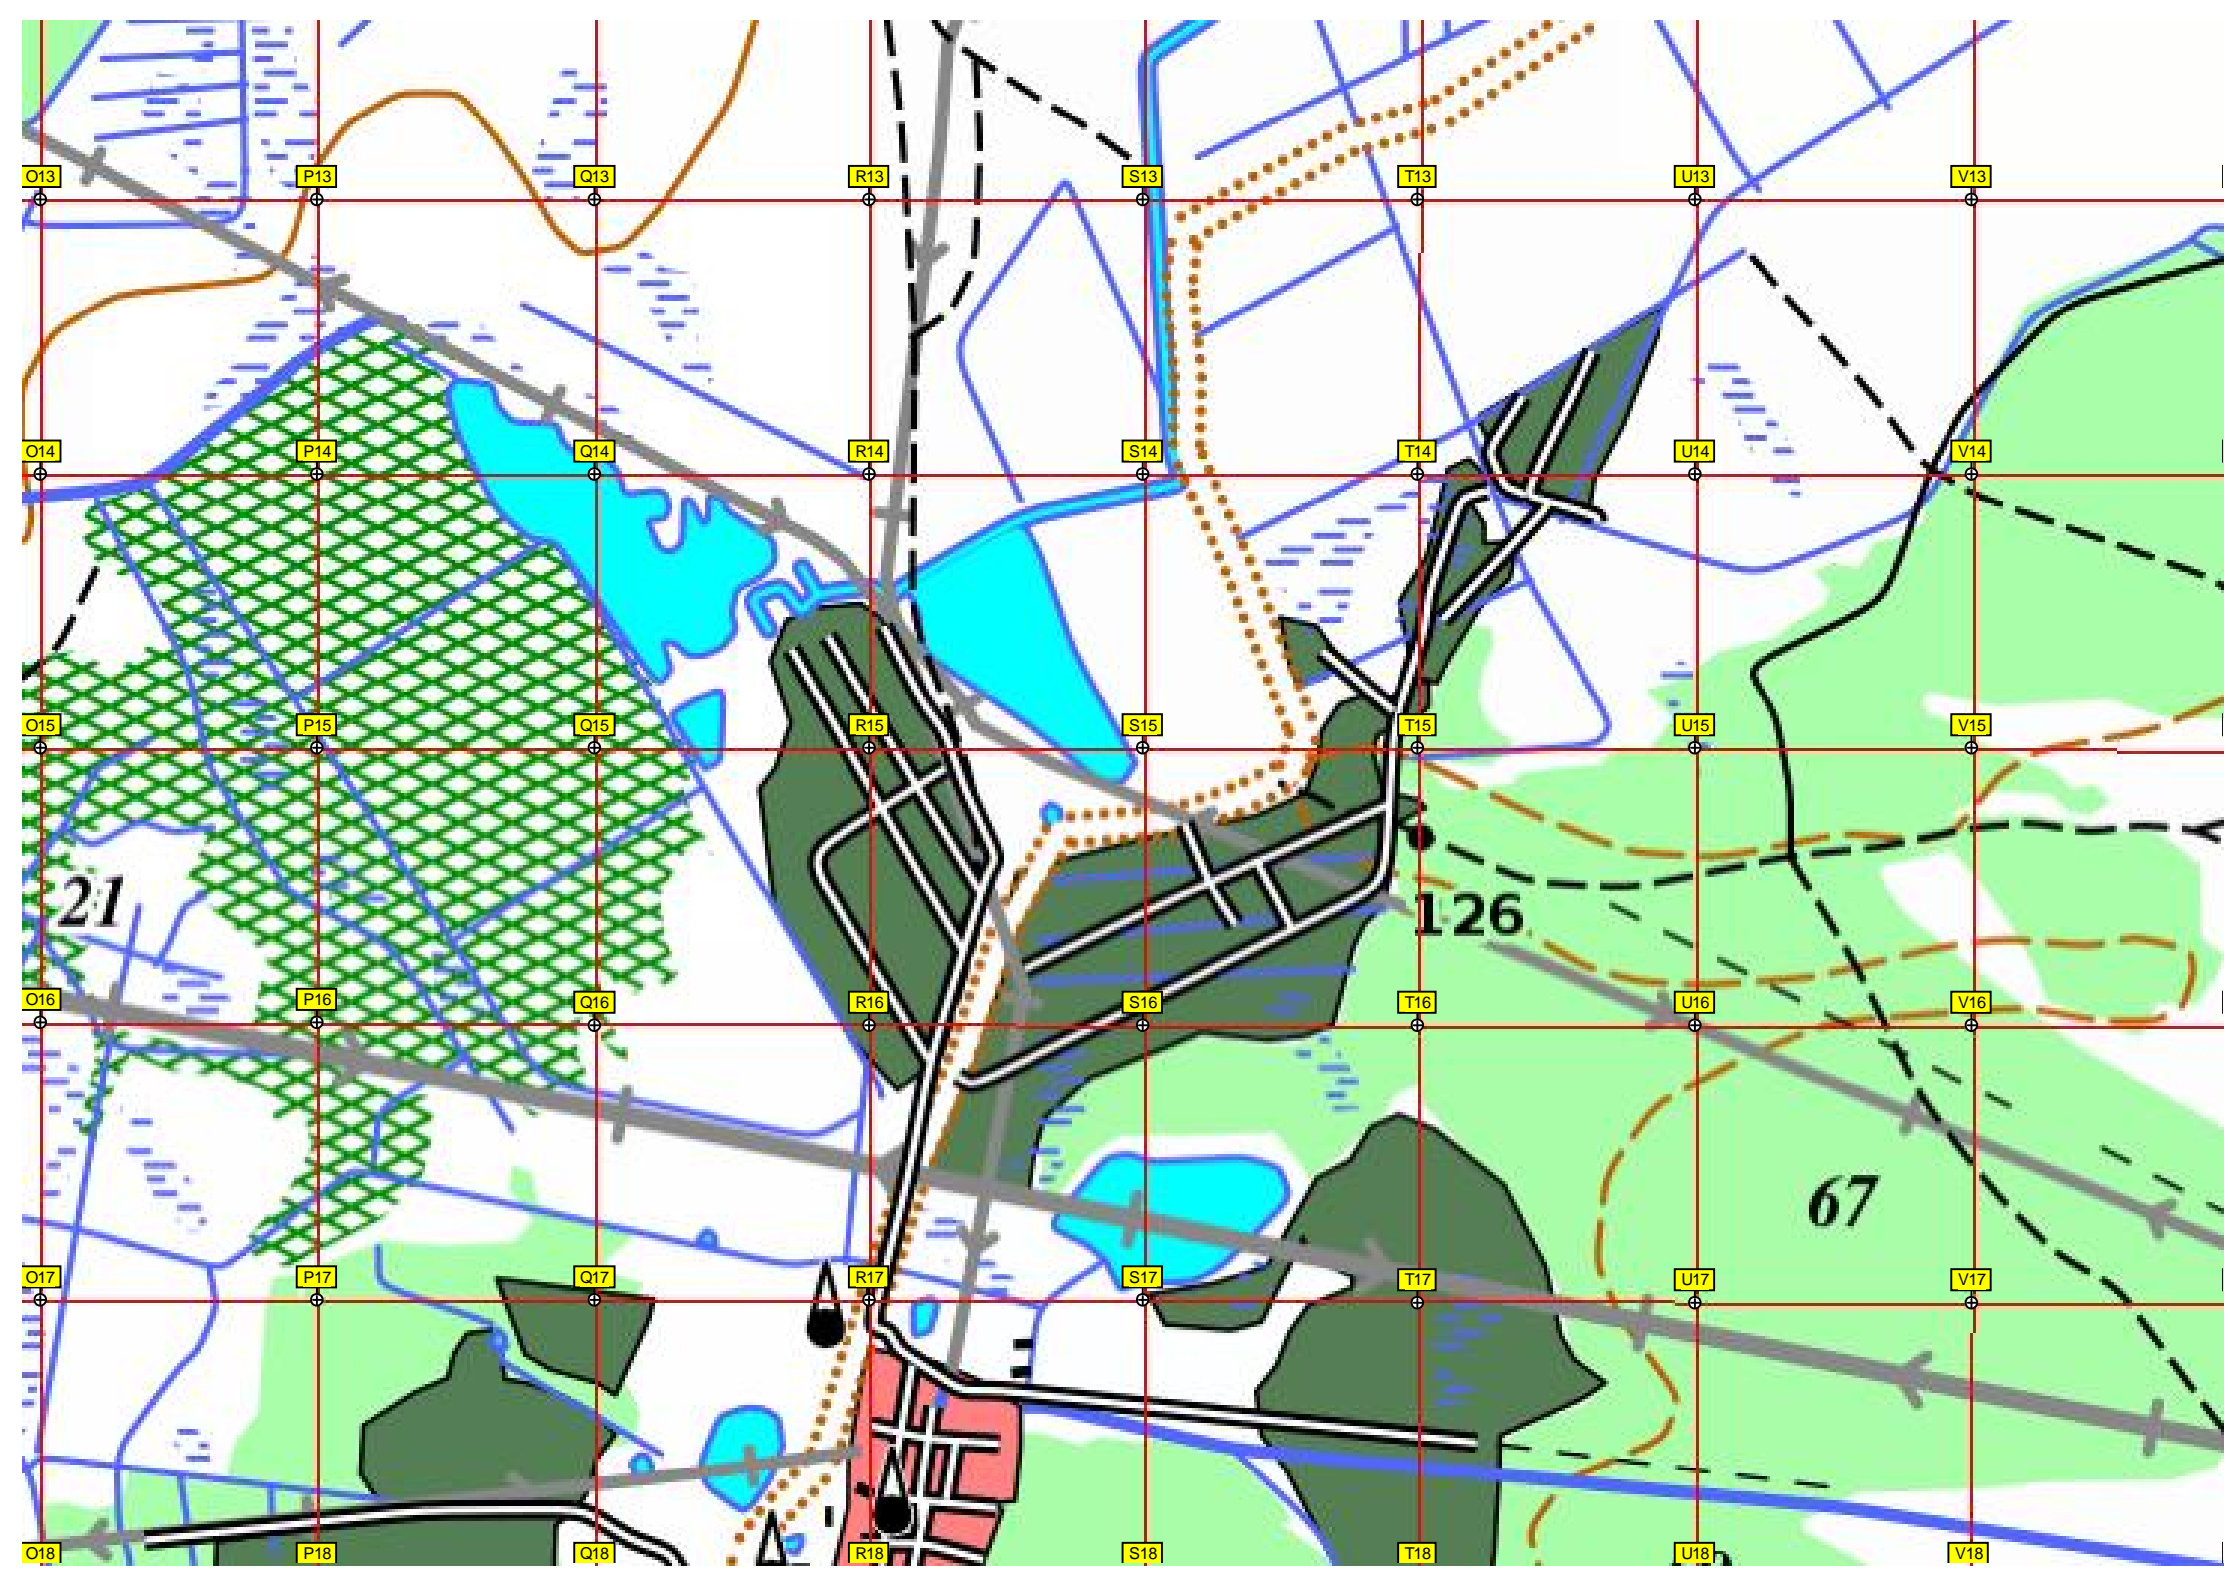 O13 P13 Q13 R13 S13 T13 U13 V13
O14 P14 Q14 R14 S14 T14 U14 V14
O15 P15 Q15 R15 S15 T15 U15 V15
21
126
O16 P16 Q16 R16 S16 T16 U16 V16
67
O17 P17 Q17 R17 S17 T17 U17 V17
O18 P18 Q18 R18 S18 T18 U18 V18